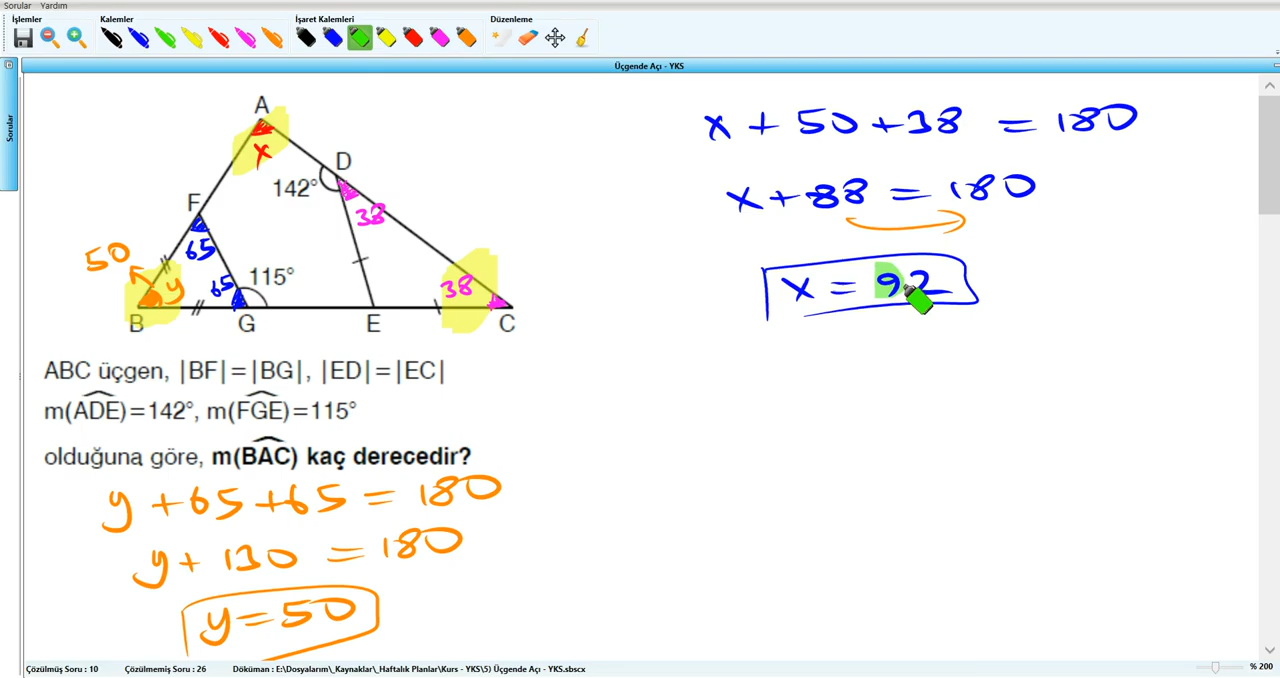 Sorular Yardım
İşlemler Kalemler İşaret Kalemleri Düzenleme
Üçgende Açı - YKS
Sorular
A
x
D
142°
38
F
65
50
y
65
115°
38
B G E C
ABC üçgen, |BF|=|BG|, |ED|=|EC|
m(ADE)=142°, m(FGE)=115°
olduğuna göre, m(BAC) kaç derecedir?
y + 65 + 65 = 180
y + 130 = 180
y = 50
x + 50 + 38 = 180
x + 88 = 180
x = 92
Çözülmüş Soru : 10 Çözülmemiş Soru : 26 Döküman : E:\Dosyalarım\_Kaynaklar\_Haftalık Planlar\Kurs - YKS\5) Üçgende Açı - YKS.sbscx % 200